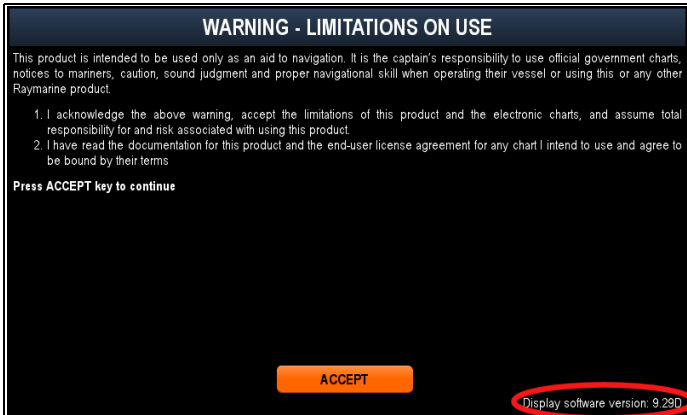 WARNING - LIMITATIONS ON USE
This product is intended to be used only as an aid to navigation. It is the captain's responsibility to use official government charts,
notices to mariners, caution, sound judgment and proper navigational skill when operating their vessel or using this or any other
Raymarine product.
1. I acknowledge the above warning, accept the limitations of this product and the electronic charts, and assume total
responsibility for and risk associated with using this product.
2. I have read the documentation for this product and the end-user license agreement for any chart I intend to use and agree to
be bound by their terms
Press ACCEPT key to continue
ACCEPT
Display software version: 9.29D